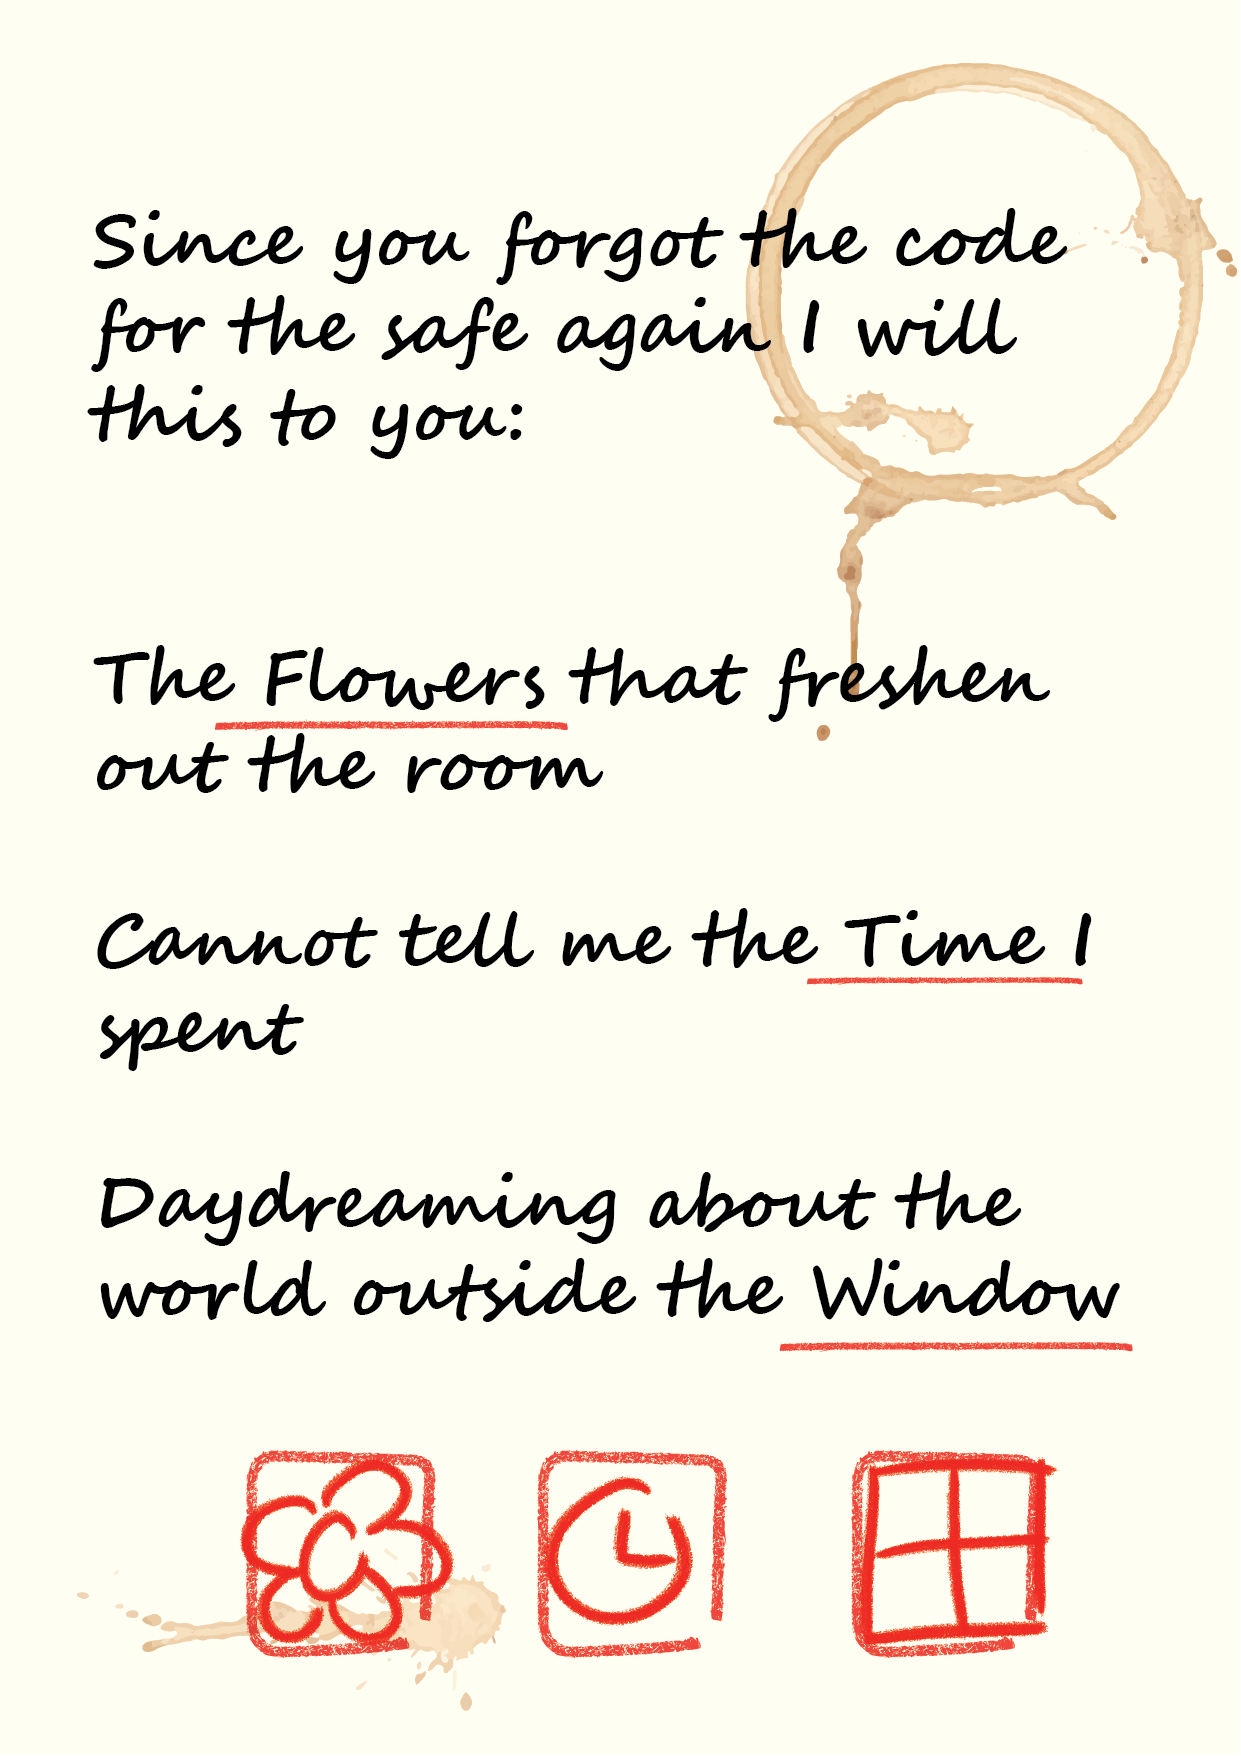 Since you forgot the code
for the safe again I will
this to you:
The Flowers that freshen
out the room
Cannot tell me the Time I
spent
Daydreaming about the
world outside the Window